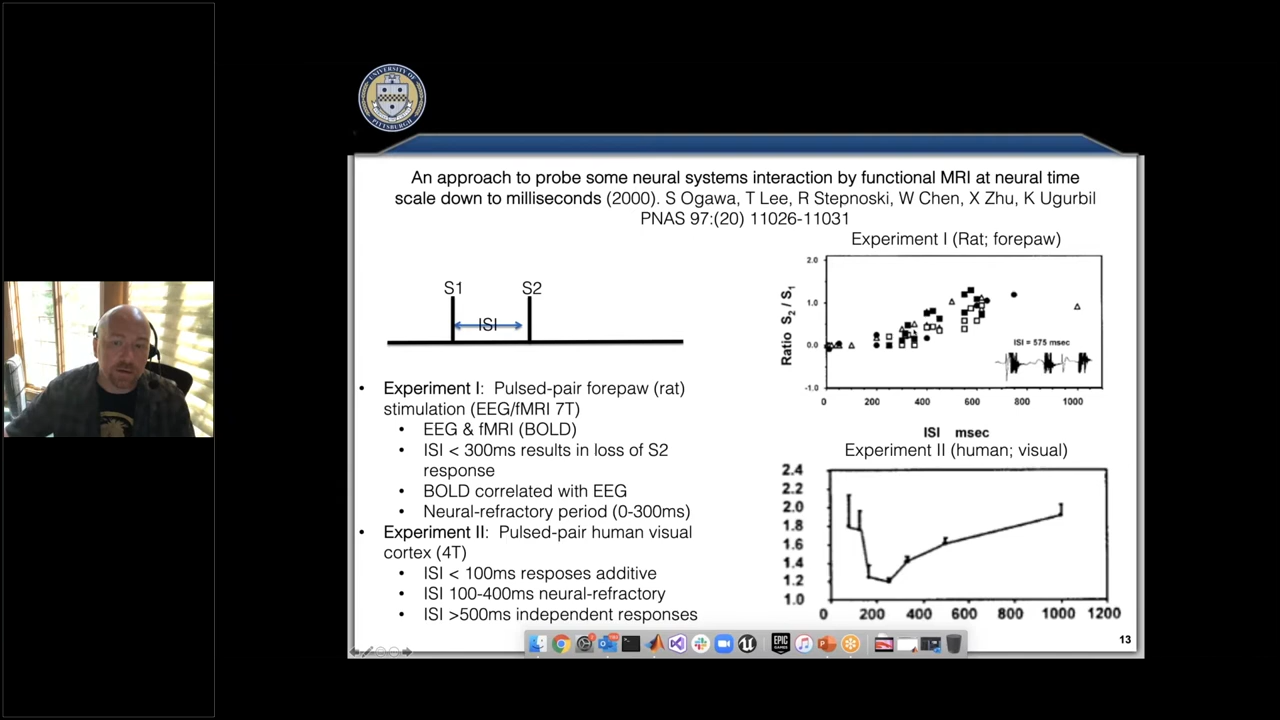 UNIVERSITY OF
PITTSBURGH
An approach to probe some neural systems interaction by functional MRI at neural time
scale down to milliseconds (2000). S Ogawa, T Lee, R Stepnoski, W Chen, X Zhu, K Ugurbil
PNAS 97:(20) 11026-11031
S1
S2
ISI
• Experiment I: Pulsed-pair forepaw (rat)
stimulation (EEG/fMRI 7T)
• EEG & fMRI (BOLD)
• ISI < 300ms results in loss of S2
response
• BOLD correlated with EEG
• Neural-refractory period (0-300ms)
• Experiment II: Pulsed-pair human visual
cortex (4T)
• ISI < 100ms resposes additive
• ISI 100-400ms neural-refractory
• ISI >500ms independent responses
Experiment I (Rat; forepaw)
Ratio S2 / S1
2.0
1.0
0.0
-1.0
ISI = 575 msec
0 200 400 600 800 1000
ISI msec
Experiment II (human; visual)
2.4
2.2
2.0
1.8
1.6
1.4
1.2
1.0
0 200 400 600 800 1000 1200
EPIC
GAMES
13